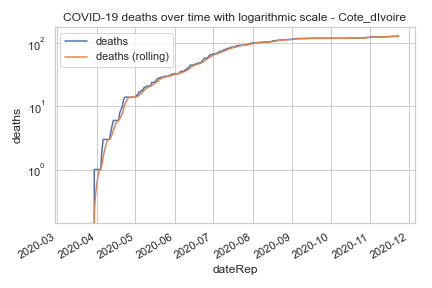 COVID-19 deaths over time with logarithmic scale - Cote_dIvoire
deaths
deaths (rolling)
10²
10¹
10⁰
deaths
2020-03
2020-04
2020-05
2020-06
2020-07
2020-08
2020-09
2020-10
2020-11
2020-12
dateRep